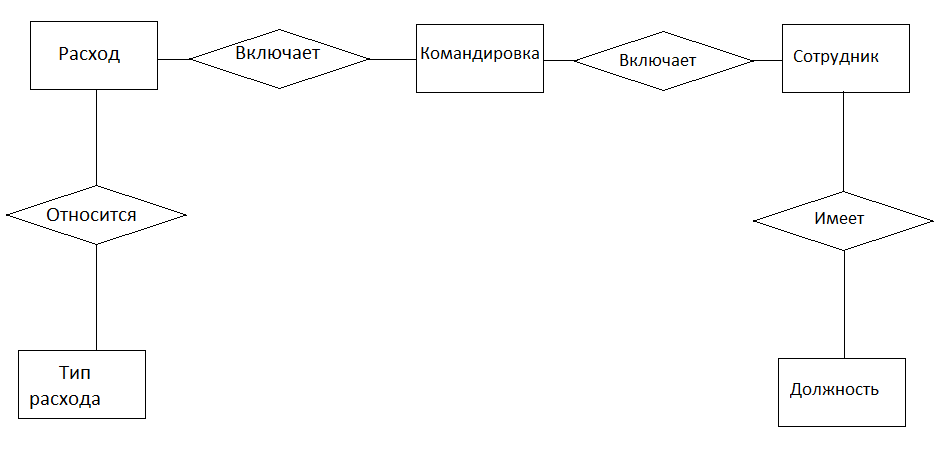 Расход
Включает
Командировка
Включает
Сотрудник
Относится
Имеет
Тип
расхода
Должность